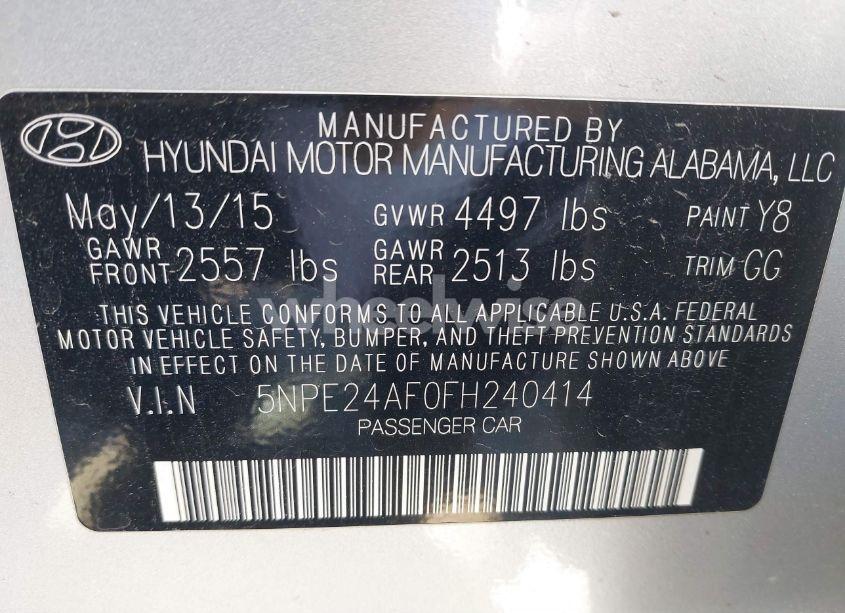 MANUFACTURED BY
HYUNDAI MOTOR MANUFACTURING ALABAMA, LLC
May/13/15 GVWR 4497 lbs PAINT Y8
GAWR FRONT 2557 lbs GAWR REAR 2513 lbs TRIM GG
THIS VEHICLE CONFORMS TO ALL APPLICABLE U.S.A. FEDERAL
MOTOR VEHICLE SAFETY, BUMPER, AND THEFT PREVENTION STANDARDS
IN EFFECT ON THE DATE OF MANUFACTURE SHOWN ABOVE
V.I.N 5NPE24AF0FH240414
PASSENGER CAR
wheelwise